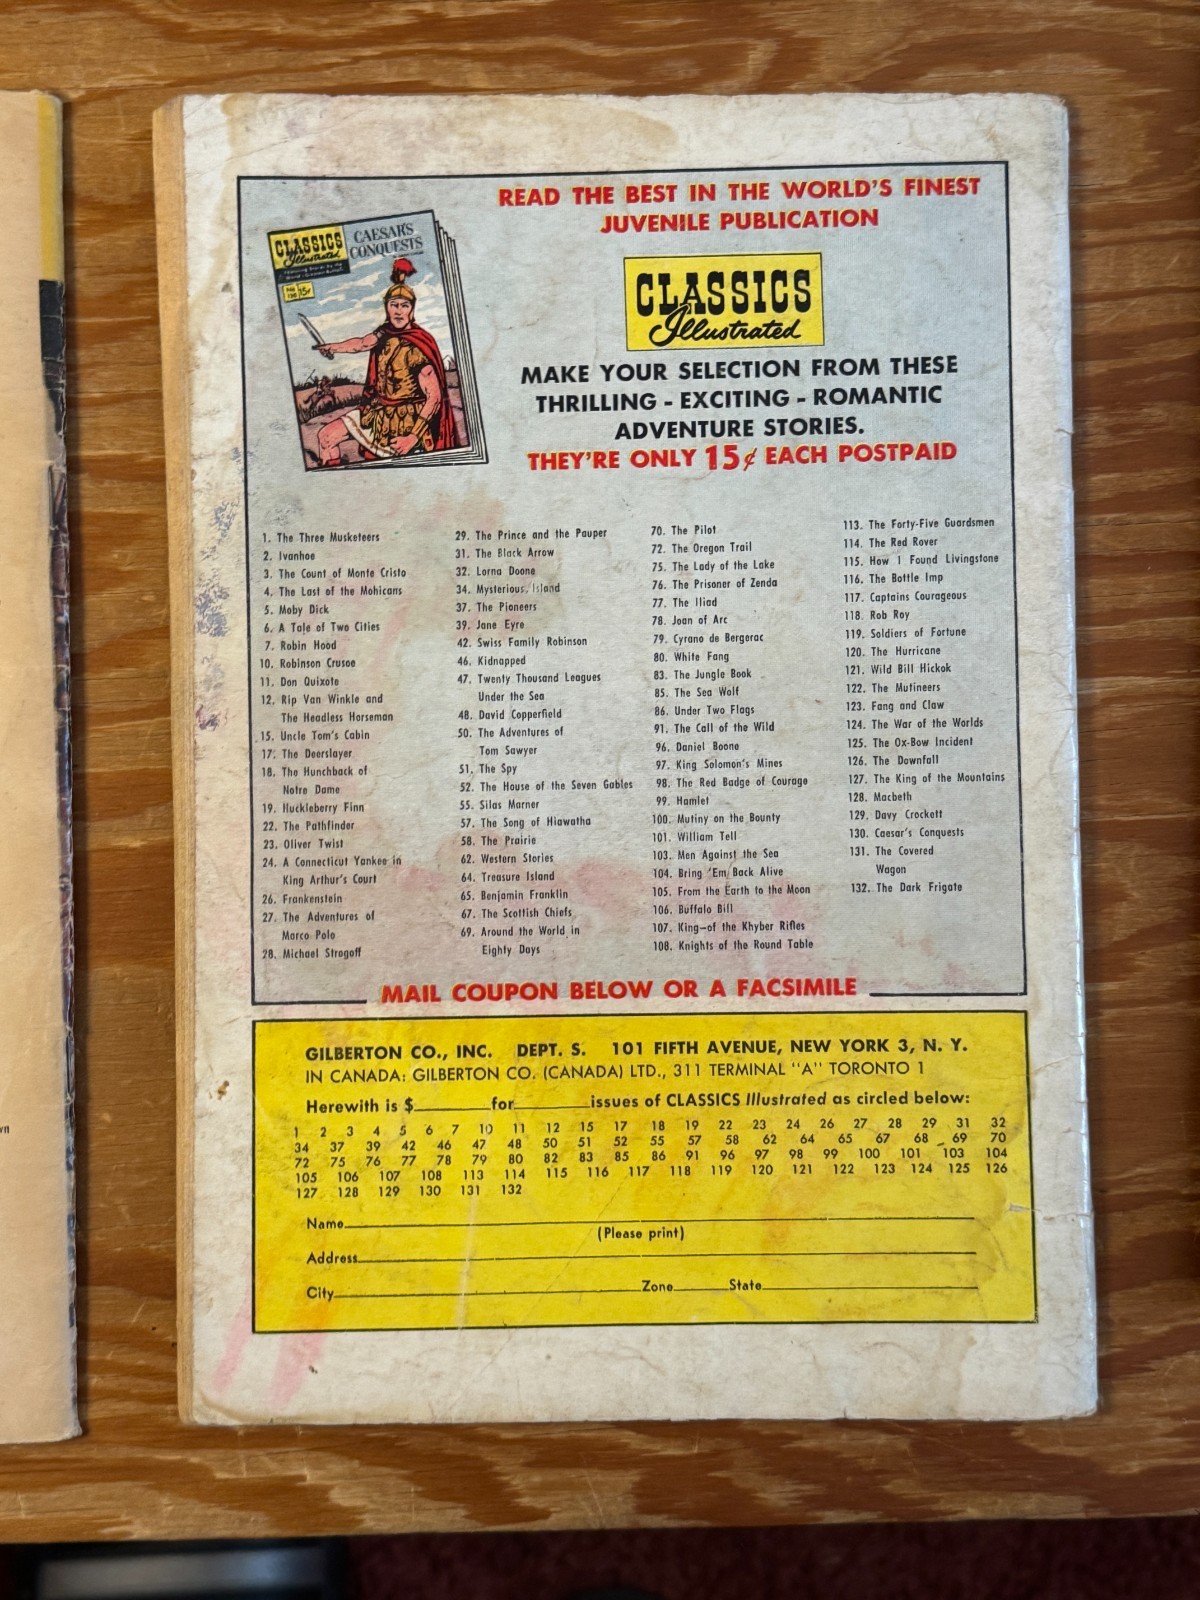 READ THE BEST IN THE WORLD'S FINEST
JUVENILE PUBLICATION
CLASSICS
Illustrated
CAESAR'S
CONQUESTS
15¢
CLASSICS
Illustrated
MAKE YOUR SELECTION FROM THESE
THRILLING - EXCITING - ROMANTIC
ADVENTURE STORIES.
THEY'RE ONLY 15¢ EACH POSTPAID
1. The Three Musketeers
2. Ivanhoe
3. The Count of Monte Cristo
4. The Last of the Mohicans
5. Moby Dick
6. A Tale of Two Cities
7. Robin Hood
10. Robinson Crusoe
11. Don Quixote
12. Rip Van Winkle and
The Headless Horseman
15. Uncle Tom's Cabin
17. The Deerslayer
18. The Hunchback of
Notre Dame
19. Huckleberry Finn
22. The Pathfinder
23. Oliver Twist
24. A Connecticut Yankee in
King Arthur's Court
26. Frankenstein
27. The Adventures of
Marco Polo
28. Michael Strogoff
29. The Prince and the Pauper
31. The Black Arrow
32. Lorna Doone
34. Mysterious Island
37. The Pioneers
39. Jane Eyre
42. Swiss Family Robinson
46. Kidnapped
47. Twenty Thousand Leagues
Under the Sea
48. David Copperfield
50. The Adventures of
Tom Sawyer
51. The Spy
52. The House of the Seven Gables
55. Silas Marner
57. The Song of Hiawatha
58. The Prairie
62. Western Stories
64. Treasure Island
65. Benjamin Franklin
67. The Scottish Chiefs
69. Around the World in
Eighty Days
70. The Pilot
72. The Oregon Trail
75. The Lady of the Lake
76. The Prisoner of Zenda
77. The Iliad
78. Joan of Arc
79. Cyrano de Bergerac
80. White Fang
83. The Jungle Book
85. The Sea Wolf
86. Under Two Flags
91. The Call of the Wild
96. Daniel Boone
97. King Solomon's Mines
98. The Red Badge of Courage
99. Hamlet
100. Mutiny on the Bounty
101. William Tell
103. Men Against the Sea
104. Bring 'Em Back Alive
105. From the Earth to the Moon
106. Buffalo Bill
107. King—of the Khyber Rifles
108. Knights of the Round Table
113. The Forty-Five Guardsmen
114. The Red Rover
115. How I Found Livingstone
116. The Bottle Imp
117. Captains Courageous
118. Rob Roy
119. Soldiers of Fortune
120. The Hurricane
121. Wild Bill Hickok
122. The Mutineers
123. Fang and Claw
124. The War of the Worlds
125. The Ox-Bow Incident
126. The Downfall
127. The King of the Mountains
128. Macbeth
129. Davy Crockett
130. Caesar's Conquests
131. The Covered
Wagon
132. The Dark Frigate
MAIL COUPON BELOW OR A FACSIMILE
GILBERTON CO., INC. DEPT. S. 101 FIFTH AVENUE, NEW YORK 3, N. Y.
IN CANADA: GILBERTON CO. (CANADA) LTD., 311 TERMINAL "A" TORONTO 1
Herewith is $ for issues of CLASSICS Illustrated as circled below:
1 2 3 4 5 6 7 10 11 12 15 17 18 19 22 23 24 26 27 28 29 31 32
34 37 39 42 46 47 48 50 51 52 55 57 58 62 64 65 67 68 69 70
72 75 76 77 78 79 80 82 83 85 86 91 96 97 98 99 100 101 103 104
105 106 107 108 113 114 115 116 117 118 119 120 121 122 123 124 125 126
127 128 129 130 131 132
Name
(Please print)
Address
City Zone State